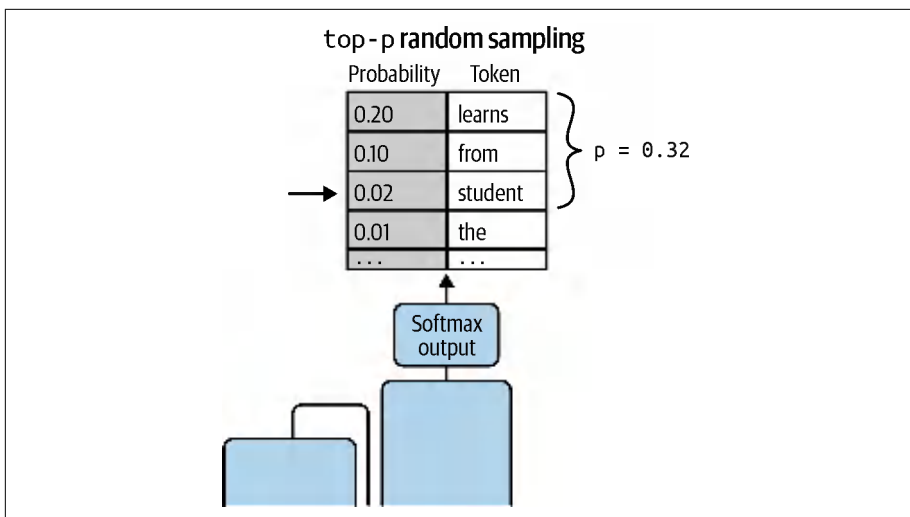 top-p random sampling
Probability Token
0.20 learns
0.10 from
p = 0.32
0.02 student
0.01 the
... ...
Softmax
output